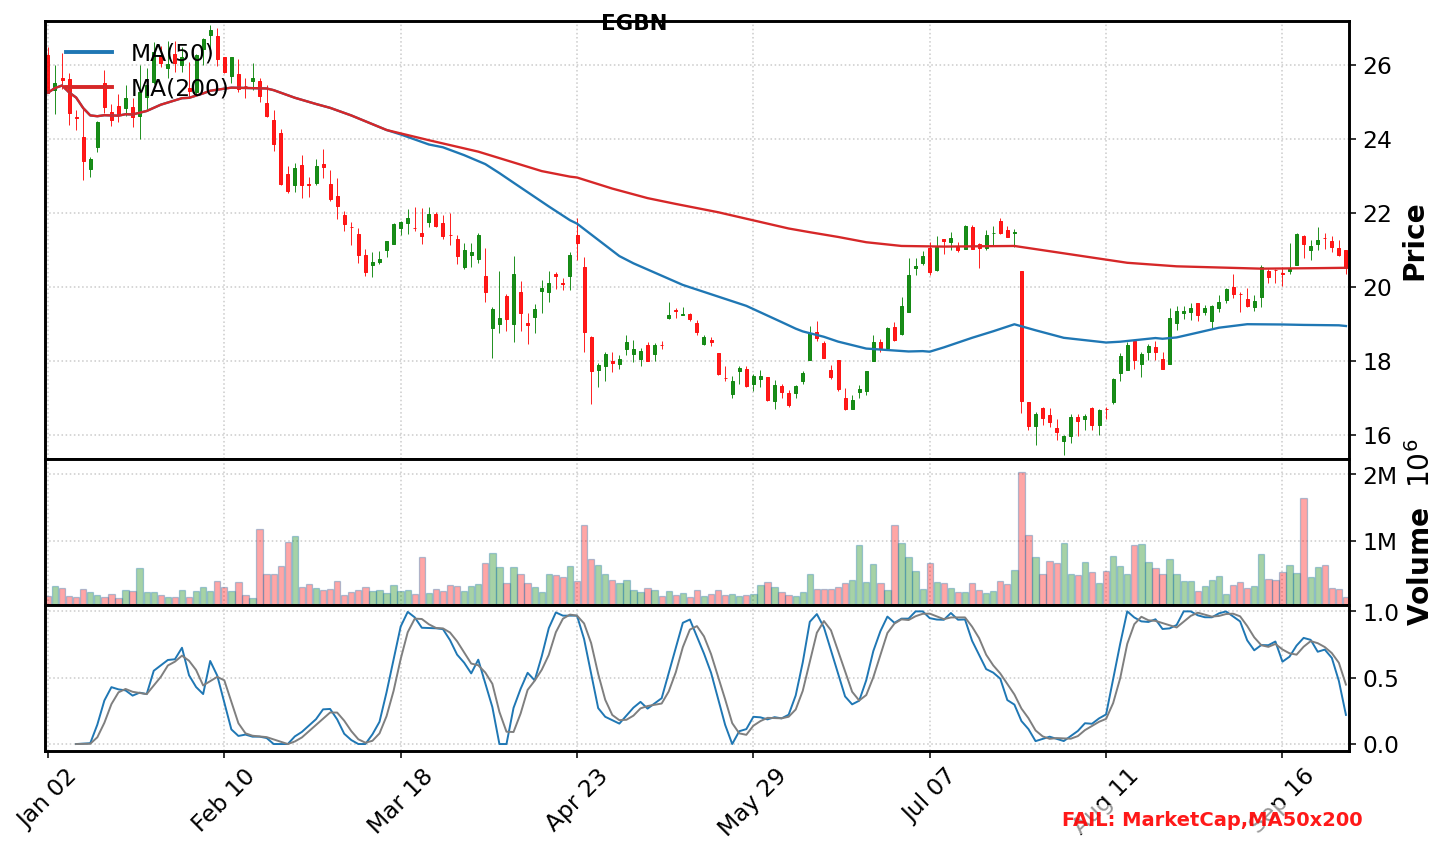 EGBN
MA(50)
MA(200)
26
24
22
20
18
16
Price
2M
1M
Volume 10^6
1.0
0.5
0.0
Jan 02
Feb 10
Mar 18
Apr 23
May 29
Jul 07
Aug 11
Sep 16
FAIL: MarketCap,MA50x200